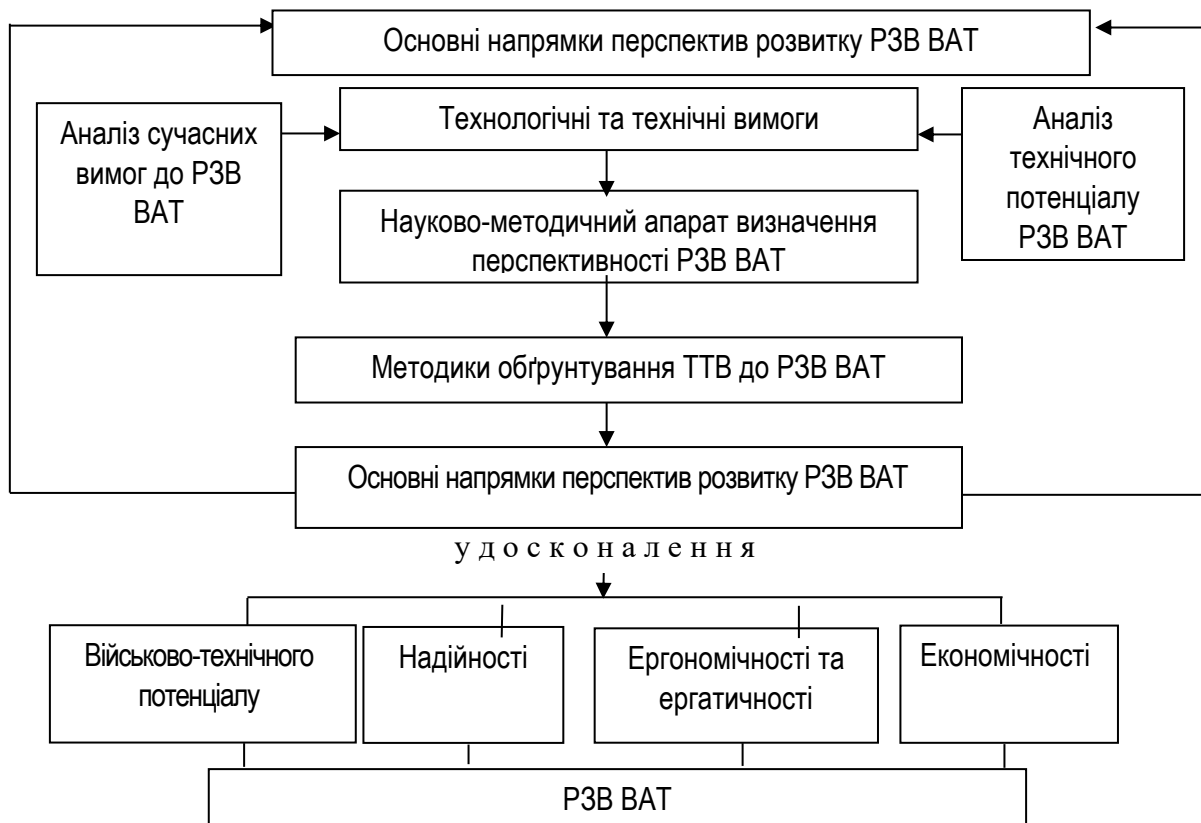 Основні напрямки перспектив розвитку РЗВ ВАТ
Аналіз сучасних
вимог до РЗВ
ВАТ
Технологічні та технічні вимоги
Аналіз
технічного
потенціалу
РЗВ ВАТ
Науково-методичний апарат визначення
перспективності РЗВ ВАТ
Методики обґрунтування ТТВ до РЗВ ВАТ
Основні напрямки перспектив розвитку РЗВ ВАТ
у д о с к о н а л е н н я
Військово-технічного
потенціалу
Надійності
Ергономічності та
ергатичності
Економічності
РЗВ ВАТ